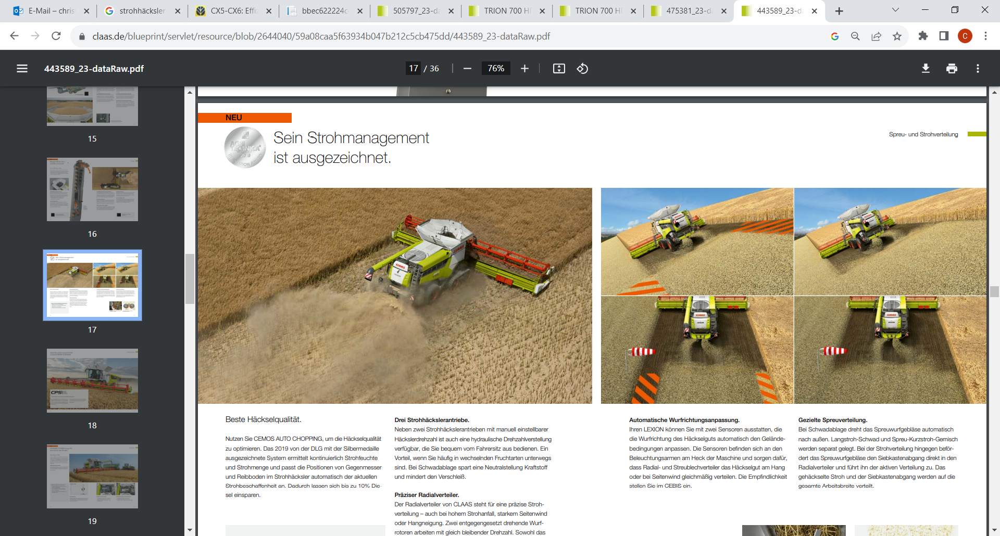 E-Mail – chris
strohhäcksler
CX5-CX6: Effiz
bbec622224cc
505797_23-da
TRION 700 H
TRION 700 H
475381_23-d
443589_23-d
claas.de/blueprint/servlet/resource/blob/2644040/59a08caa5f63934b047b212c5cb475dd/443589_23-dataRaw.pdf
C
443589_23-dataRaw.pdf
17 / 36
76%
15
16
17
18
19
NEU
Sein Strohmanagement
ist ausgezeichnet.
Spreu- und Strohverteilung
AGRI
TECHNICA
CLAAS
CLAAS
CLAAS
CLAAS
CPS
Beste Häckselqualität.
Nutzen Sie CEMOS AUTO CHOPPING, um die Häckselqualität
zu optimieren. Das 2019 von der DLG mit der Silbermedaille
ausgezeichnete System ermittelt kontinuierlich Strohfeuchte
und Strohmenge und passt die Positionen von Gegenmesser
und Reibboden im Strohhäcksler automatisch der aktuellen
Strohbeschaffenheit an. Dadurch lassen sich bis zu 10% Die-
sel einsparen.
Drei Strohhäckslerantriebe.
Neben zwei Strohhäckslerantrieben mit manuell einstellbarer
Häckslerdrehzahl ist auch eine hydraulische Drehzahlverstellung
verfügbar, die Sie bequem vom Fahrersitz aus bedienen. Ein
Vorteil, wenn Sie häufig in wechselnden Fruchtarten unterwegs
sind. Bei Schwadablage spart eine Neutralstellung Kraftstoff
und mindert den Verschleiß.
Präziser Radialverteiler.
Der Radialverteiler von CLAAS steht für eine präzise Stroh-
verteilung – auch bei hohem Strohanfall, starkem Seitenwind
oder Hangneigung. Zwei entgegengesetzt drehende Wurf-
rotoren arbeiten mit gleich bleibender Drehzahl. Sowohl das
Automatische Wurfrichtungsanpassung.
Ihren LEXION können Sie mit zwei Sensoren ausstatten, die
die Wurfrichtung des Häckselguts automatisch den Gelände-
bedingungen anpassen. Die Sensoren befinden sich an den
Beleuchtungsarmen am Heck der Maschine und sorgen dafür,
dass Radial- und Streublechverteiler das Häckselgut am Hang
oder bei Seitenwind gleichmäßig verteilen. Die Empfindlichkeit
stellen Sie im CEBIS ein.
Gezielte Spreuverteilung.
Bei Schwadablage dreht das Spreuwurfgebläse automatisch
nach außen. Langstroh-Schwad und Spreu-Kurzstroh-Gemisch
werden separat gelegt. Bei der Strohverteilung hingegen beför-
dert das Spreuwurfgebläse den Siebkastenabgang direkt in den
Radialverteiler und führt ihn der aktiven Verteilung zu. Das
gehäckselte Stroh und der Siebkastenabgang werden auf die
gesamte Arbeitsbreite verteilt.